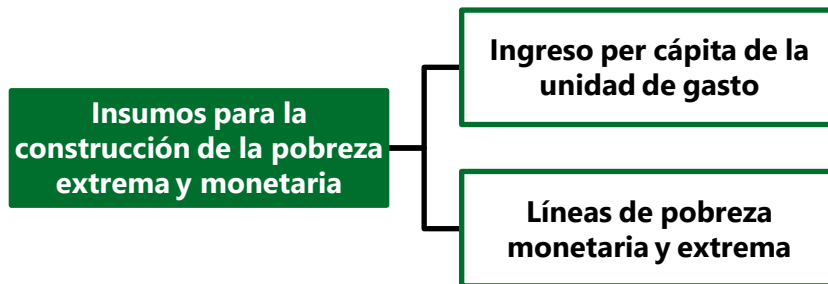 Insumos para la
construcción de la pobreza
extrema y monetaria
Ingreso per cápita de la
unidad de gasto
Líneas de pobreza
monetaria y extrema